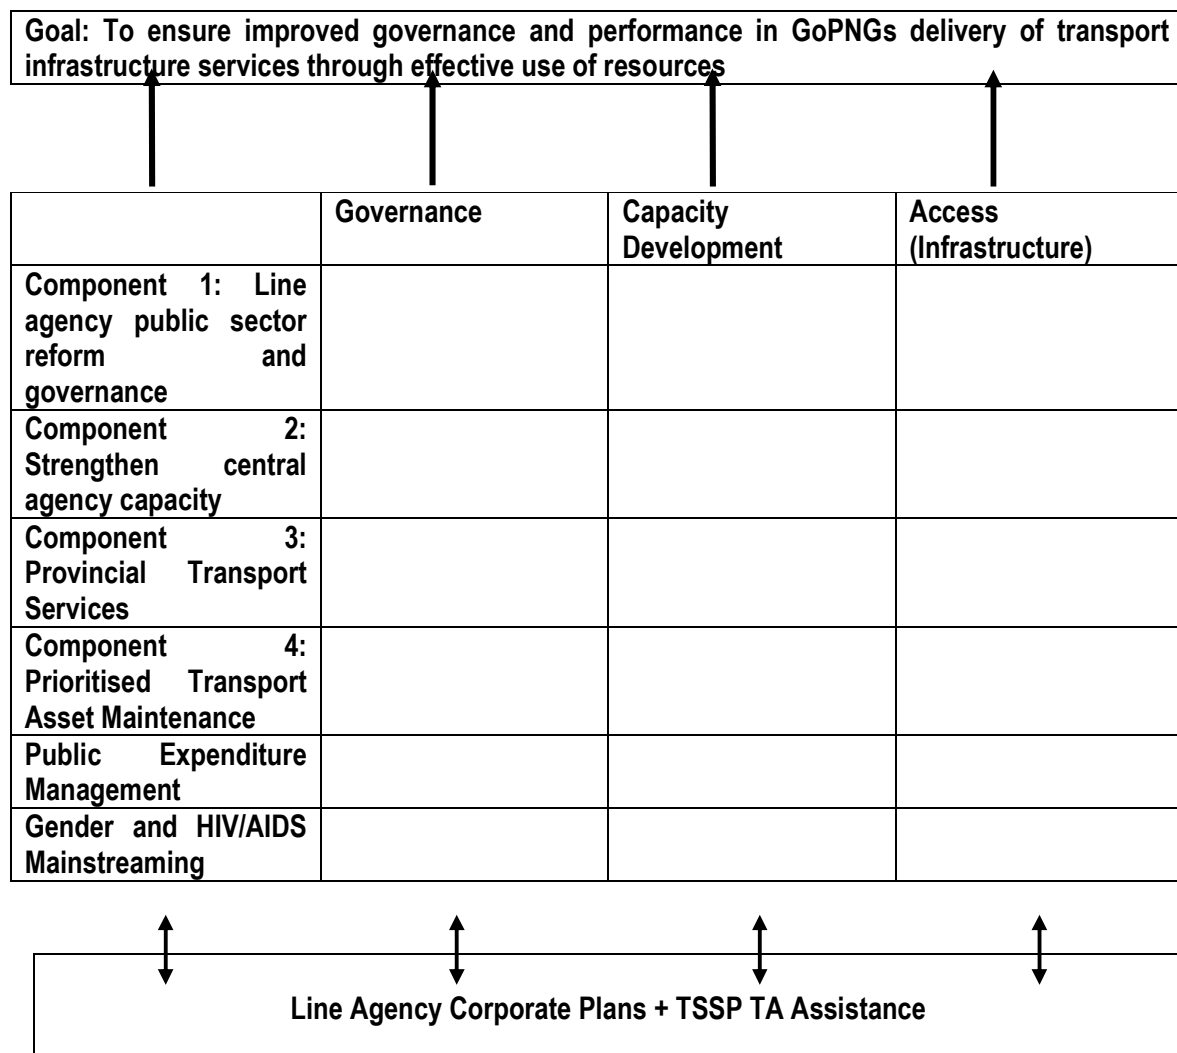 Goal: To ensure improved governance and performance in GoPNGs delivery of transport
infrastructure services through effective use of resources
Governance
Capacity
Development
Access
(Infrastructure)
Component 1: Line
agency public sector
reform and
governance
Component 2:
Strengthen central
agency capacity
Component 3:
Provincial Transport
Services
Component 4:
Prioritised Transport
Asset Maintenance
Public Expenditure
Management
Gender and HIV/AIDS
Mainstreaming
Line Agency Corporate Plans + TSSP TA Assistance